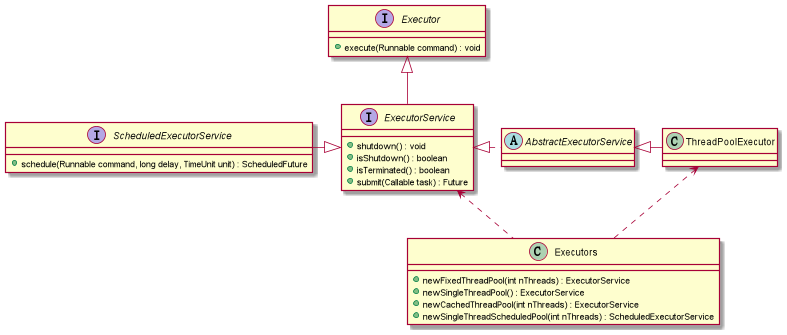 I Executor
execute(Runnable command) : void
I ExecutorService
shutdown() : void
isShutdown() : boolean
isTerminated() : boolean
submit(Callable task) : Future
I ScheduledExecutorService
schedule(Runnable command, long delay, TimeUnit unit) : ScheduledFuture
A AbstractExecutorService
C ThreadPoolExecutor
C Executors
newFixedThreadPool(int nThreads) : ExecutorService
newSingleThreadPool() : ExecutorService
newCachedThreadPool(int nThreads) : ExecutorService
newSingleThreadScheduledPool(int nThreads) : ScheduledExecutorService